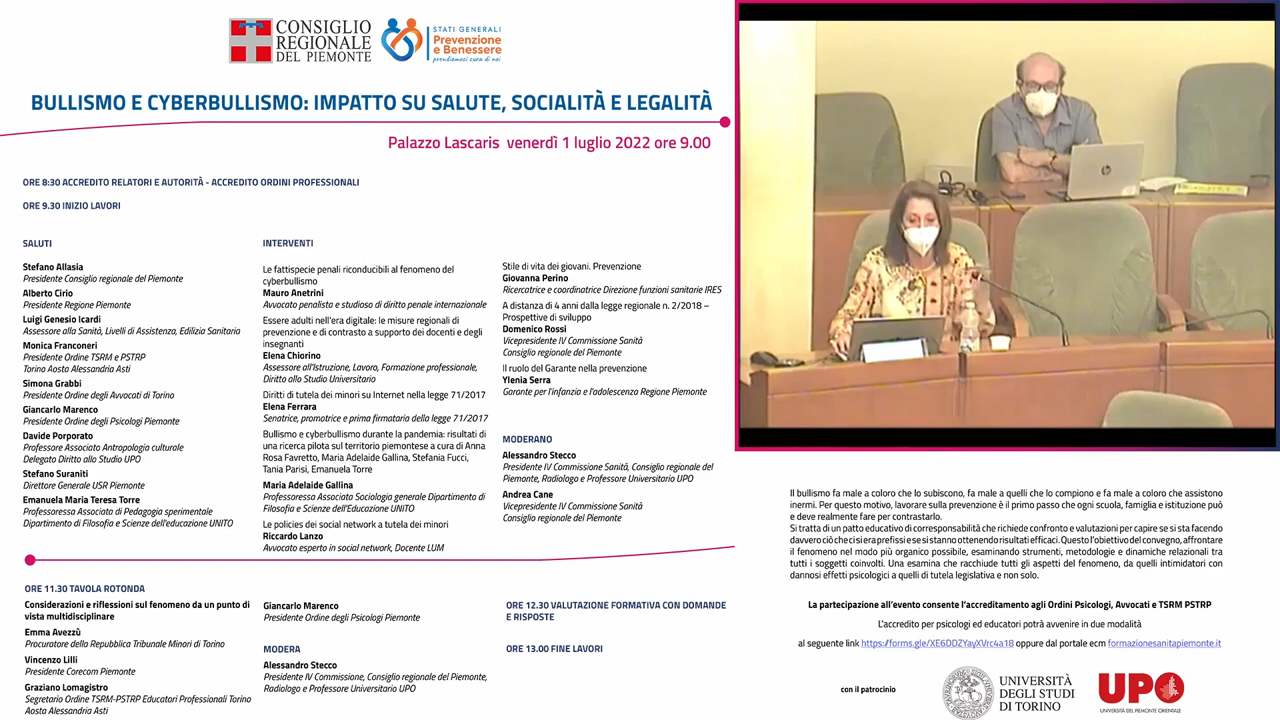 CONSIGLIO
REGIONALE
DEL PIEMONTE
STATI GENERALI
Prevenzione
e Benessere
prendiamoci cura di noi
BULLISMO E CYBERBULLISMO: IMPATTO SU SALUTE, SOCIALITÀ E LEGALITÀ
Palazzo Lascaris venerdì 1 luglio 2022 ore 9.00
ORE 8:30 ACCREDITO RELATORI E AUTORITÀ - ACCREDITO ORDINI PROFESSIONALI
ORE 9.30 INIZIO LAVORI
SALUTI
Stefano Allasia
Presidente Consiglio regionale del Piemonte
Alberto Cirio
Presidente Regione Piemonte
Luigi Genesio Icardi
Assessore alla Sanità, Livelli di Assistenza, Edilizia Sanitaria
Monica Franconeri
Presidente Ordine TSRM e PSTRP
Torino Aosta Alessandria Asti
Simona Grabbi
Presidente Ordine degli Avvocati di Torino
Giancarlo Marenco
Presidente Ordine degli Psicologi Piemonte
Davide Porporato
Professore Associato Antropologia culturale
Delegato Diritto allo Studio UPO
Stefano Suraniti
Direttore Generale USR Piemonte
Emanuela Maria Teresa Torre
Professoressa Associata di Pedagogia sperimentale
Dipartimento di Filosofia e Scienze dell'educazione UNITO
INTERVENTI
Le fattispecie penali riconducibili al fenomeno del
cyberbullismo
Mauro Anetrini
Avvocato penalista e studioso di diritto penale internazionale
Essere adulti nell'era digitale: le misure regionali di
prevenzione e di contrasto a supporto dei docenti e degli
insegnanti
Elena Chiorino
Assessore all'Istruzione, Lavoro, Formazione professionale,
Diritto allo Studio Universitario
Diritti di tutela dei minori su Internet nella legge 71/2017
Elena Ferrara
Senatrice, promotrice e prima firmataria della legge 71/2017
Bullismo e cyberbullismo durante la pandemia: risultati di
una ricerca pilota sul territorio piemontese a cura di Anna
Rosa Favretto, Maria Adelaide Gallina, Stefania Fucci,
Tania Parisi, Emanuela Torre
Maria Adelaide Gallina
Professoressa Associata Sociologia generale Dipartimento di
Filosofia e Scienze dell'Educazione UNITO
Le policies dei social network a tutela dei minori
Riccardo Lanzo
Avvocato esperto in social network, Docente LUM
Stile di vita dei giovani. Prevenzione
Giovanna Perino
Ricercatrice e coordinatrice Direzione funzioni sanitarie IRES
A distanza di 4 anni dalla legge regionale n. 2/2018 –
Prospettive di sviluppo
Domenico Rossi
Vicepresidente IV Commissione Sanità
Consiglio regionale del Piemonte
Il ruolo del Garante nella prevenzione
Ylenia Serra
Garante per l'infanzia e l'adolescenza Regione Piemonte
MODERANO
Alessandro Stecco
Presidente IV Commissione Sanità, Consiglio regionale del
Piemonte, Radiologo e Professore Universitario UPO
Andrea Cane
Vicepresidente IV Commissione Sanità
Consiglio regionale del Piemonte
ORE 11.30 TAVOLA ROTONDA
Considerazioni e riflessioni sul fenomeno da un punto di
vista multidisciplinare
Emma Avezzù
Procuratore della Repubblica Tribunale Minori di Torino
Vincenzo Lilli
Presidente Corecom Piemonte
Graziano Lomagistro
Segretario Ordine TSRM-PSTRP Educatori Professionali Torino
Aosta Alessandria Asti
Giancarlo Marenco
Presidente Ordine degli Psicologi Piemonte
MODERA
Alessandro Stecco
Presidente IV Commissione, Consiglio regionale del Piemonte,
Radiologo e Professore Universitario UPO
ORE 12.30 VALUTAZIONE FORMATIVA CON DOMANDE
E RISPOSTE
ORE 13.00 FINE LAVORI
hp
Il bullismo fa male a coloro che lo subiscono, fa male a quelli che lo compiono e fa male a coloro che assistono
inermi. Per questo motivo, lavorare sulla prevenzione è il primo passo che ogni scuola, famiglia e istituzione può
e deve realmente fare per contrastarlo.
Si tratta di un patto educativo di corresponsabilità che richiede confronto e valutazioni per capire se si sta facendo
davvero ciò che ci si era prefissi e se si stanno ottenendo risultati efficaci. Questo l'obiettivo del convegno, affrontare
il fenomeno nel modo più organico possibile, esaminando strumenti, metodologie e dinamiche relazionali tra
tutti i soggetti coinvolti. Una esamina che racchiude tutti gli aspetti del fenomeno, da quelli intimidatori con
dannosi effetti psicologici a quelli di tutela legislativa e non solo.
La partecipazione all'evento consente l'accreditamento agli Ordini Psicologi, Avvocati e TSRM PSTRP
L'accredito per psicologi ed educatori potrà avvenire in due modalità
al seguente link https://forms.gle/XE6DDZYayXVrc4a18 oppure dal portale ecm formazionesanitapiemonte.it
con il patrocinio
UNIVERSITÀ
DEGLI STUDI
DI TORINO
UPO
UNIVERSITÀ DEL PIEMONTE ORIENTALE